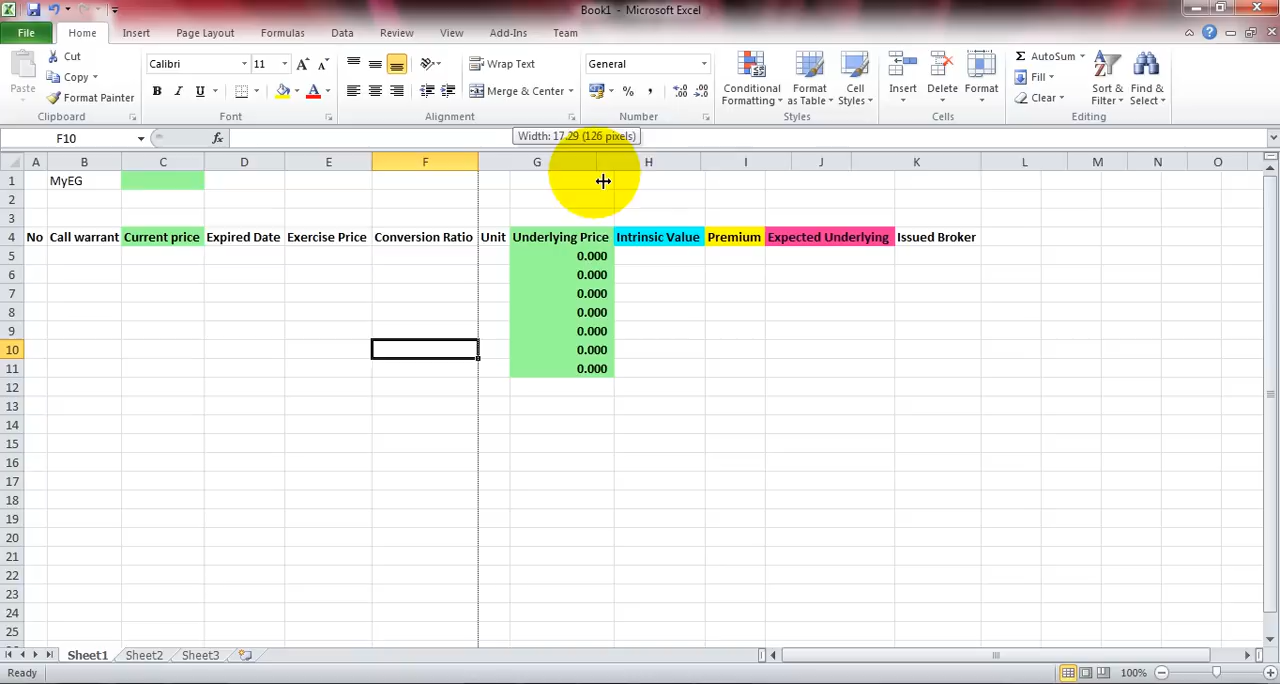 Book1 - Microsoft Excel
File Home Insert Page Layout Formulas Data Review View Add-Ins Team
Paste
Cut
Copy
Format Painter
Clipboard
Calibri 11
B I U
Font
Wrap Text
Merge & Center
Alignment
General
% ,
Number
Conditional Formatting
Format as Table
Cell Styles
Styles
Insert Delete Format
Cells
Σ AutoSum
Fill
Clear
Sort & Filter
Find & Select
Editing
F10 fx
Width: 17.29 (126 pixels)
A B C D E F G H I J K L M N O
1 MyEG
2
3
4 No Call warrant Current price Expired Date Exercise Price Conversion Ratio Unit Underlying Price Intrinsic Value Premium Expected Underlying Issued Broker
5 0.000
6 0.000
7 0.000
8 0.000
9 0.000
10 0.000
11 0.000
12
13
14
15
16
17
18
19
20
21
22
23
24
25
Sheet1 Sheet2 Sheet3
Ready 100%